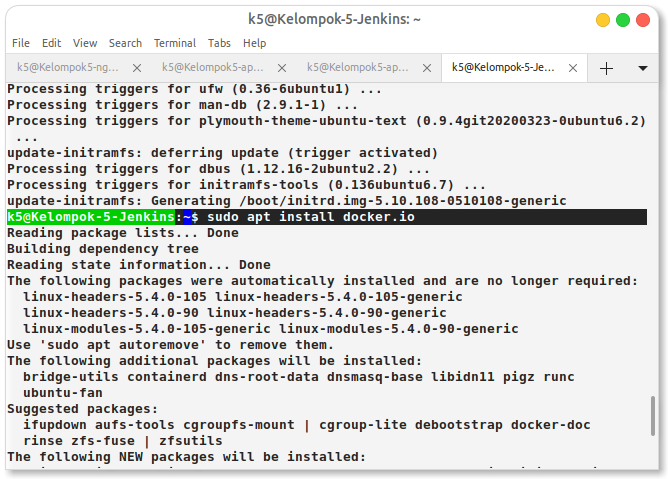 k5@Kelompok-5-Jenkins: ~
File Edit View Search Terminal Tabs Help
k5@Kelompok5-ng...
k5@Kelompok5-ap...
k5@Kelompok5-ap...
k5@Kelompok-5-Je...
Processing triggers for ufw (0.36-6ubuntu1) ...
Processing triggers for man-db (2.9.1-1) ...
Processing triggers for plymouth-theme-ubuntu-text (0.9.4git20200323-0ubuntu6.2)
...
update-initramfs: deferring update (trigger activated)
Processing triggers for dbus (1.12.16-2ubuntu2.2) ...
Processing triggers for initramfs-tools (0.136ubuntu6.7) ...
update-initramfs: Generating /boot/initrd.img-5.10.108-0510108-generic
k5@Kelompok-5-Jenkins:~$ sudo apt install docker.io
Reading package lists... Done
Building dependency tree
Reading state information... Done
The following packages were automatically installed and are no longer required:
linux-headers-5.4.0-105 linux-headers-5.4.0-105-generic
linux-headers-5.4.0-90 linux-headers-5.4.0-90-generic
linux-modules-5.4.0-105-generic linux-modules-5.4.0-90-generic
Use 'sudo apt autoremove' to remove them.
The following additional packages will be installed:
bridge-utils containerd dns-root-data dnsmasq-base libidn11 pigz runc
ubuntu-fan
Suggested packages:
ifupdown aufs-tools cgroupfs-mount | cgroup-lite debootstrap docker-doc
rinse zfs-fuse | zfsutils
The following NEW packages will be installed: